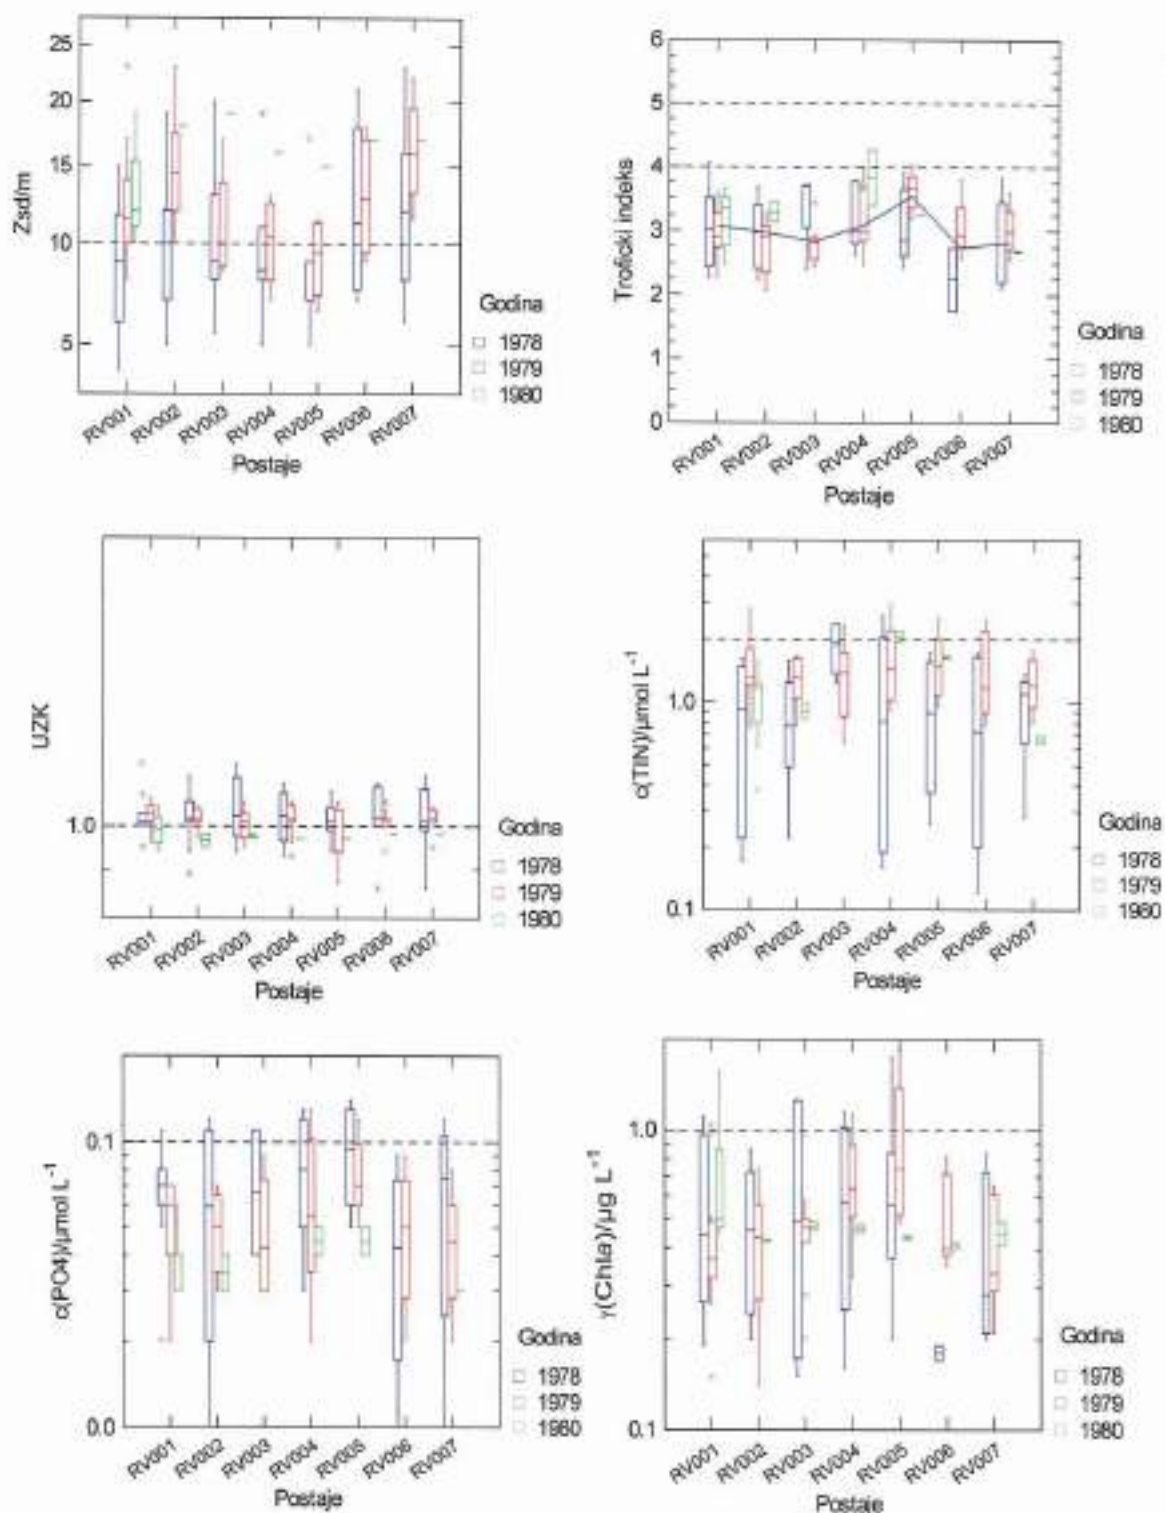 25
20
15
10
5
Zsd/m
RV001
RV002
RV003
RV004
RV005
RV006
RV007
Postaje
Godina
1978
1979
1980
6
5
4
3
2
1
0
Troficki indeks
RV001
RV002
RV003
RV004
RV005
RV006
RV007
Postaje
Godina
1978
1979
1980
UZK
1.0
RV001
RV002
RV003
RV004
RV005
RV006
RV007
Postaje
Godina
1978
1979
1980
c(TIN)/µmol L⁻¹
1.0
0.1
RV001
RV002
RV003
RV004
RV005
RV006
RV007
Postaje
Godina
1978
1979
1980
c(PO4)/µmol L⁻¹
0.1
0.0
RV001
RV002
RV003
RV004
RV005
RV006
RV007
Postaje
Godina
1978
1979
1980
γ(Chla)/µg L⁻¹
1.0
0.1
RV001
RV002
RV003
RV004
RV005
RV006
RV007
Postaje
Godina
1978
1979
1980